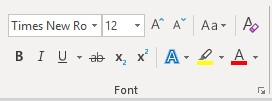 Times New Ro 12 A A Aa A
B I U ab x₂ x² A A
Font